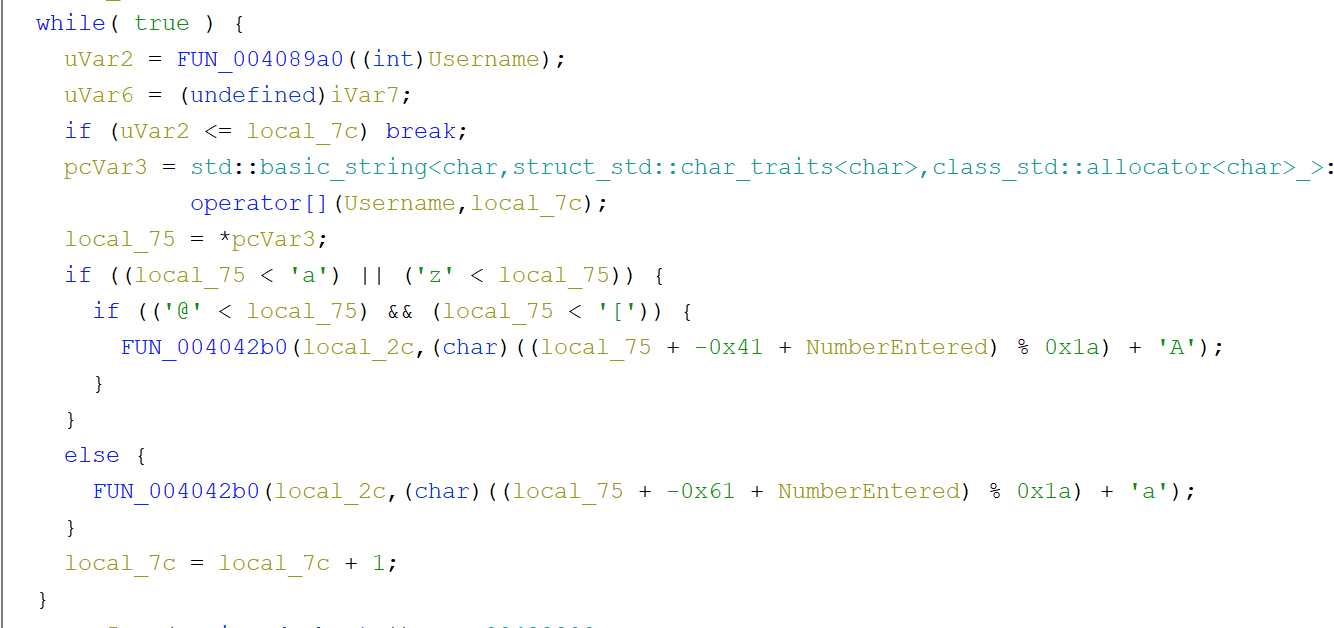 while( true ) {
uVar2 = FUN_004089a0((int)Username);
uVar6 = (undefined)iVar7;
if (uVar2 <= local_7c) break;
pcVar3 = std::basic_string<char,struct_std::char_traits<char>,class_std::allocator<char>_>:
operator[](Username,local_7c);
local_75 = *pcVar3;
if ((local_75 < 'a') || ('z' < local_75)) {
if (('@' < local_75) && (local_75 < '[')) {
FUN_004042b0(local_2c,(char)((local_75 + -0x41 + NumberEntered) % 0x1a) + 'A');
}
}
else {
FUN_004042b0(local_2c,(char)((local_75 + -0x61 + NumberEntered) % 0x1a) + 'a');
}
local_7c = local_7c + 1;
}